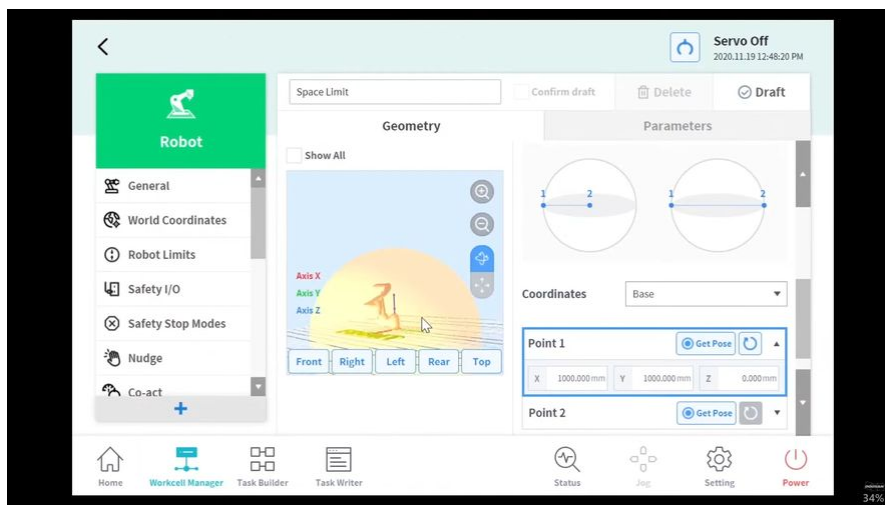 Servo Off
2020.11.19 12:48:20 PM
Robot
General
World Coordinates
Robot Limits
Safety I/O
Safety Stop Modes
Nudge
Co-act
+
Space Limit
Confirm draft
Delete
Draft
Geometry
Parameters
Show All
Axis X
Axis Y
Axis Z
Front
Right
Left
Rear
Top
1 2
1 2
Coordinates Base
Point 1 Get Pose
X 1000.000 mm Y 1000.000 mm Z 0.000 mm
Point 2 Get Pose
Home
Workcell Manager
Task Builder
Task Writer
Status
Jog
Setting
Power
34%